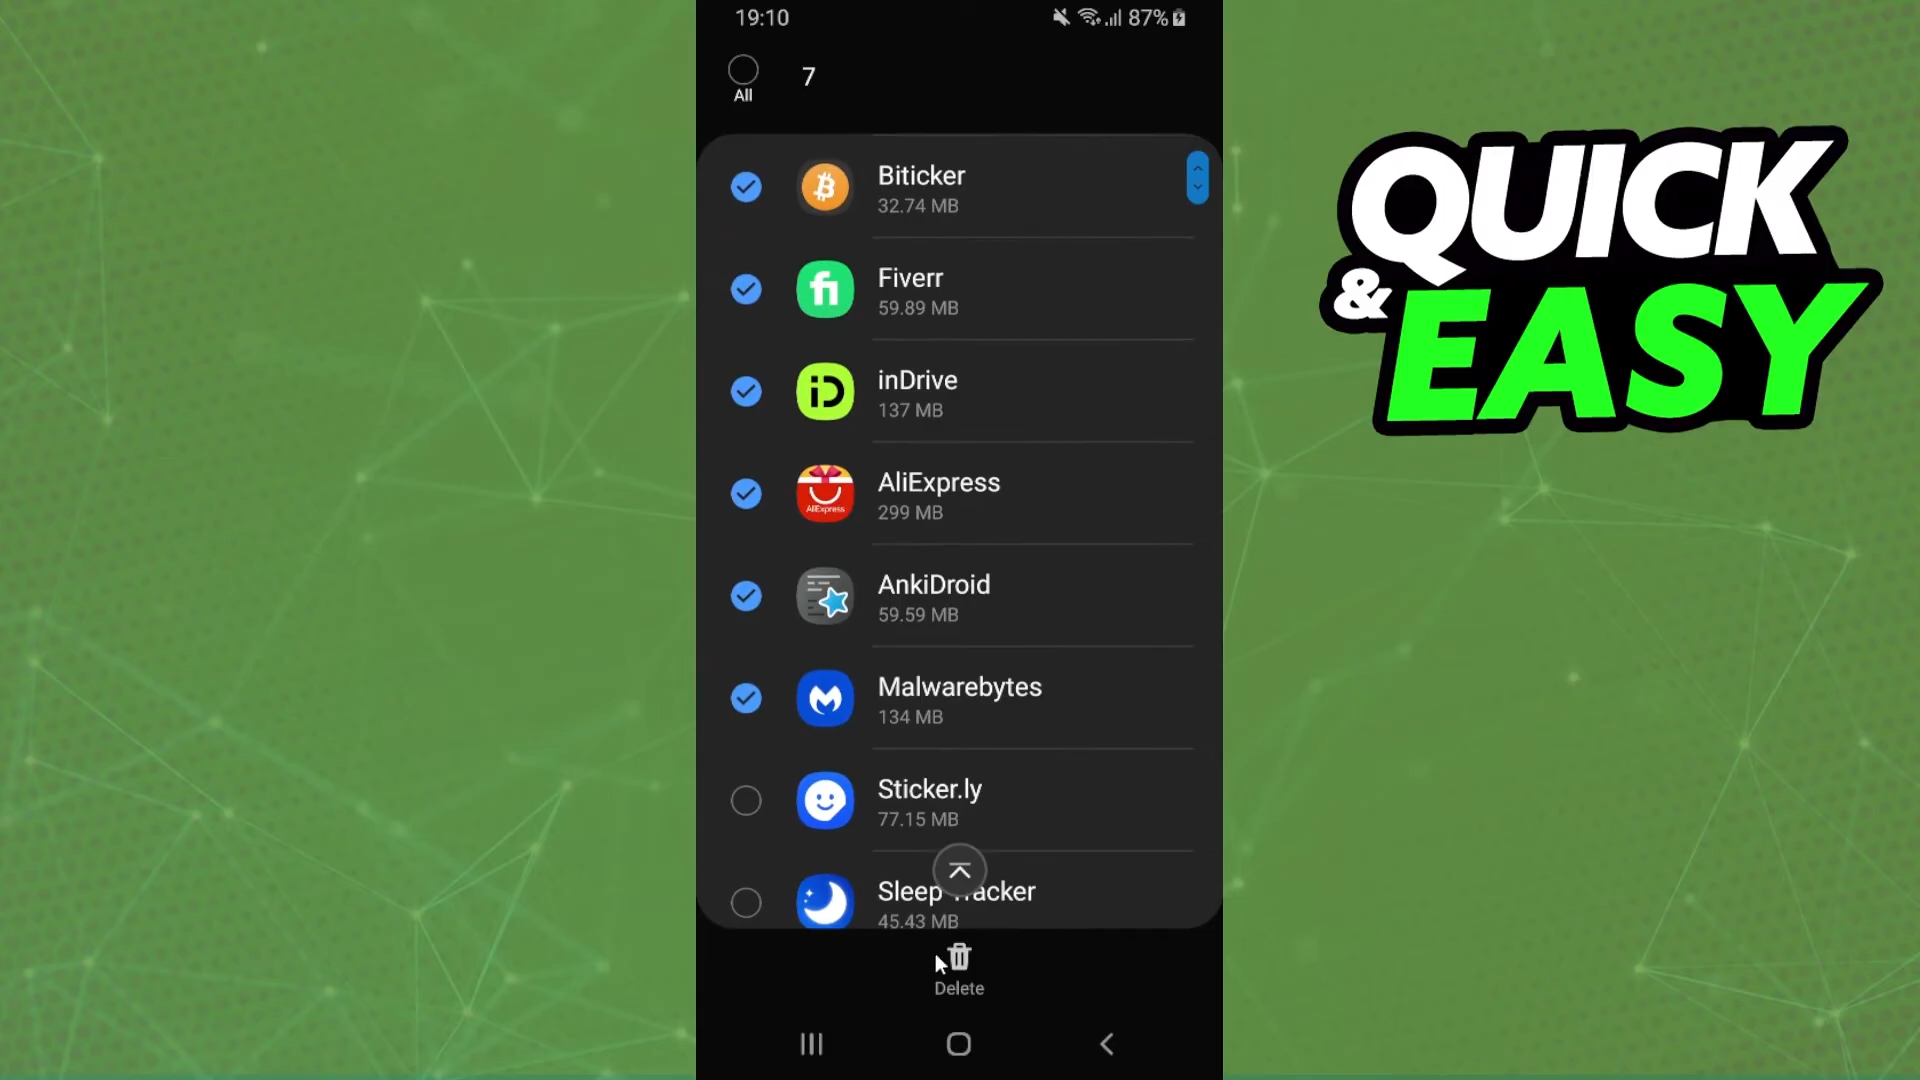 19:10
87%
All
7
Biticker
32.74 MB
Fiverr
59.89 MB
inDrive
137 MB
AliExpress
AliExpress
299 MB
AnkiDroid
59.59 MB
Malwarebytes
134 MB
Sticker.ly
77.15 MB
Sleep Tracker
45.43 MB
Delete
QUICK
& EASY